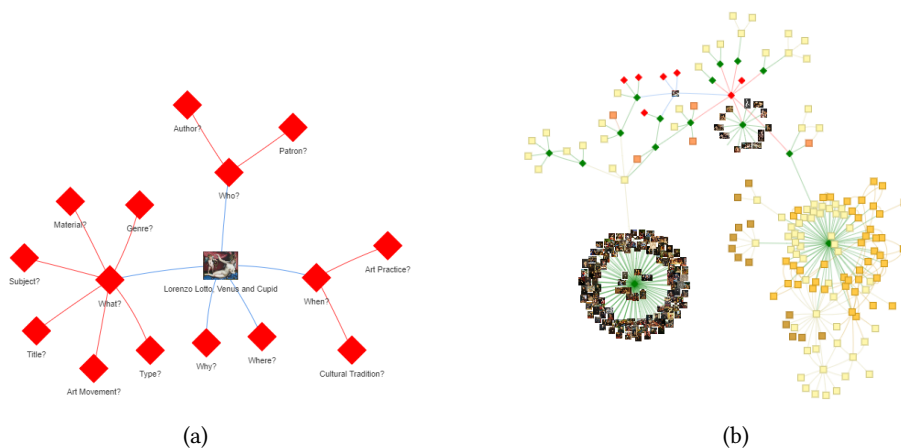 Author?
Patron?
Who?
Material?
Genre?
Subject?
Art Practice?
Lorenzo Lotto, Venus and Cupid
What?
When?
Title?
Type?
Why?
Where?
Art Movement?
Cultural Tradition?
(a)
(b)